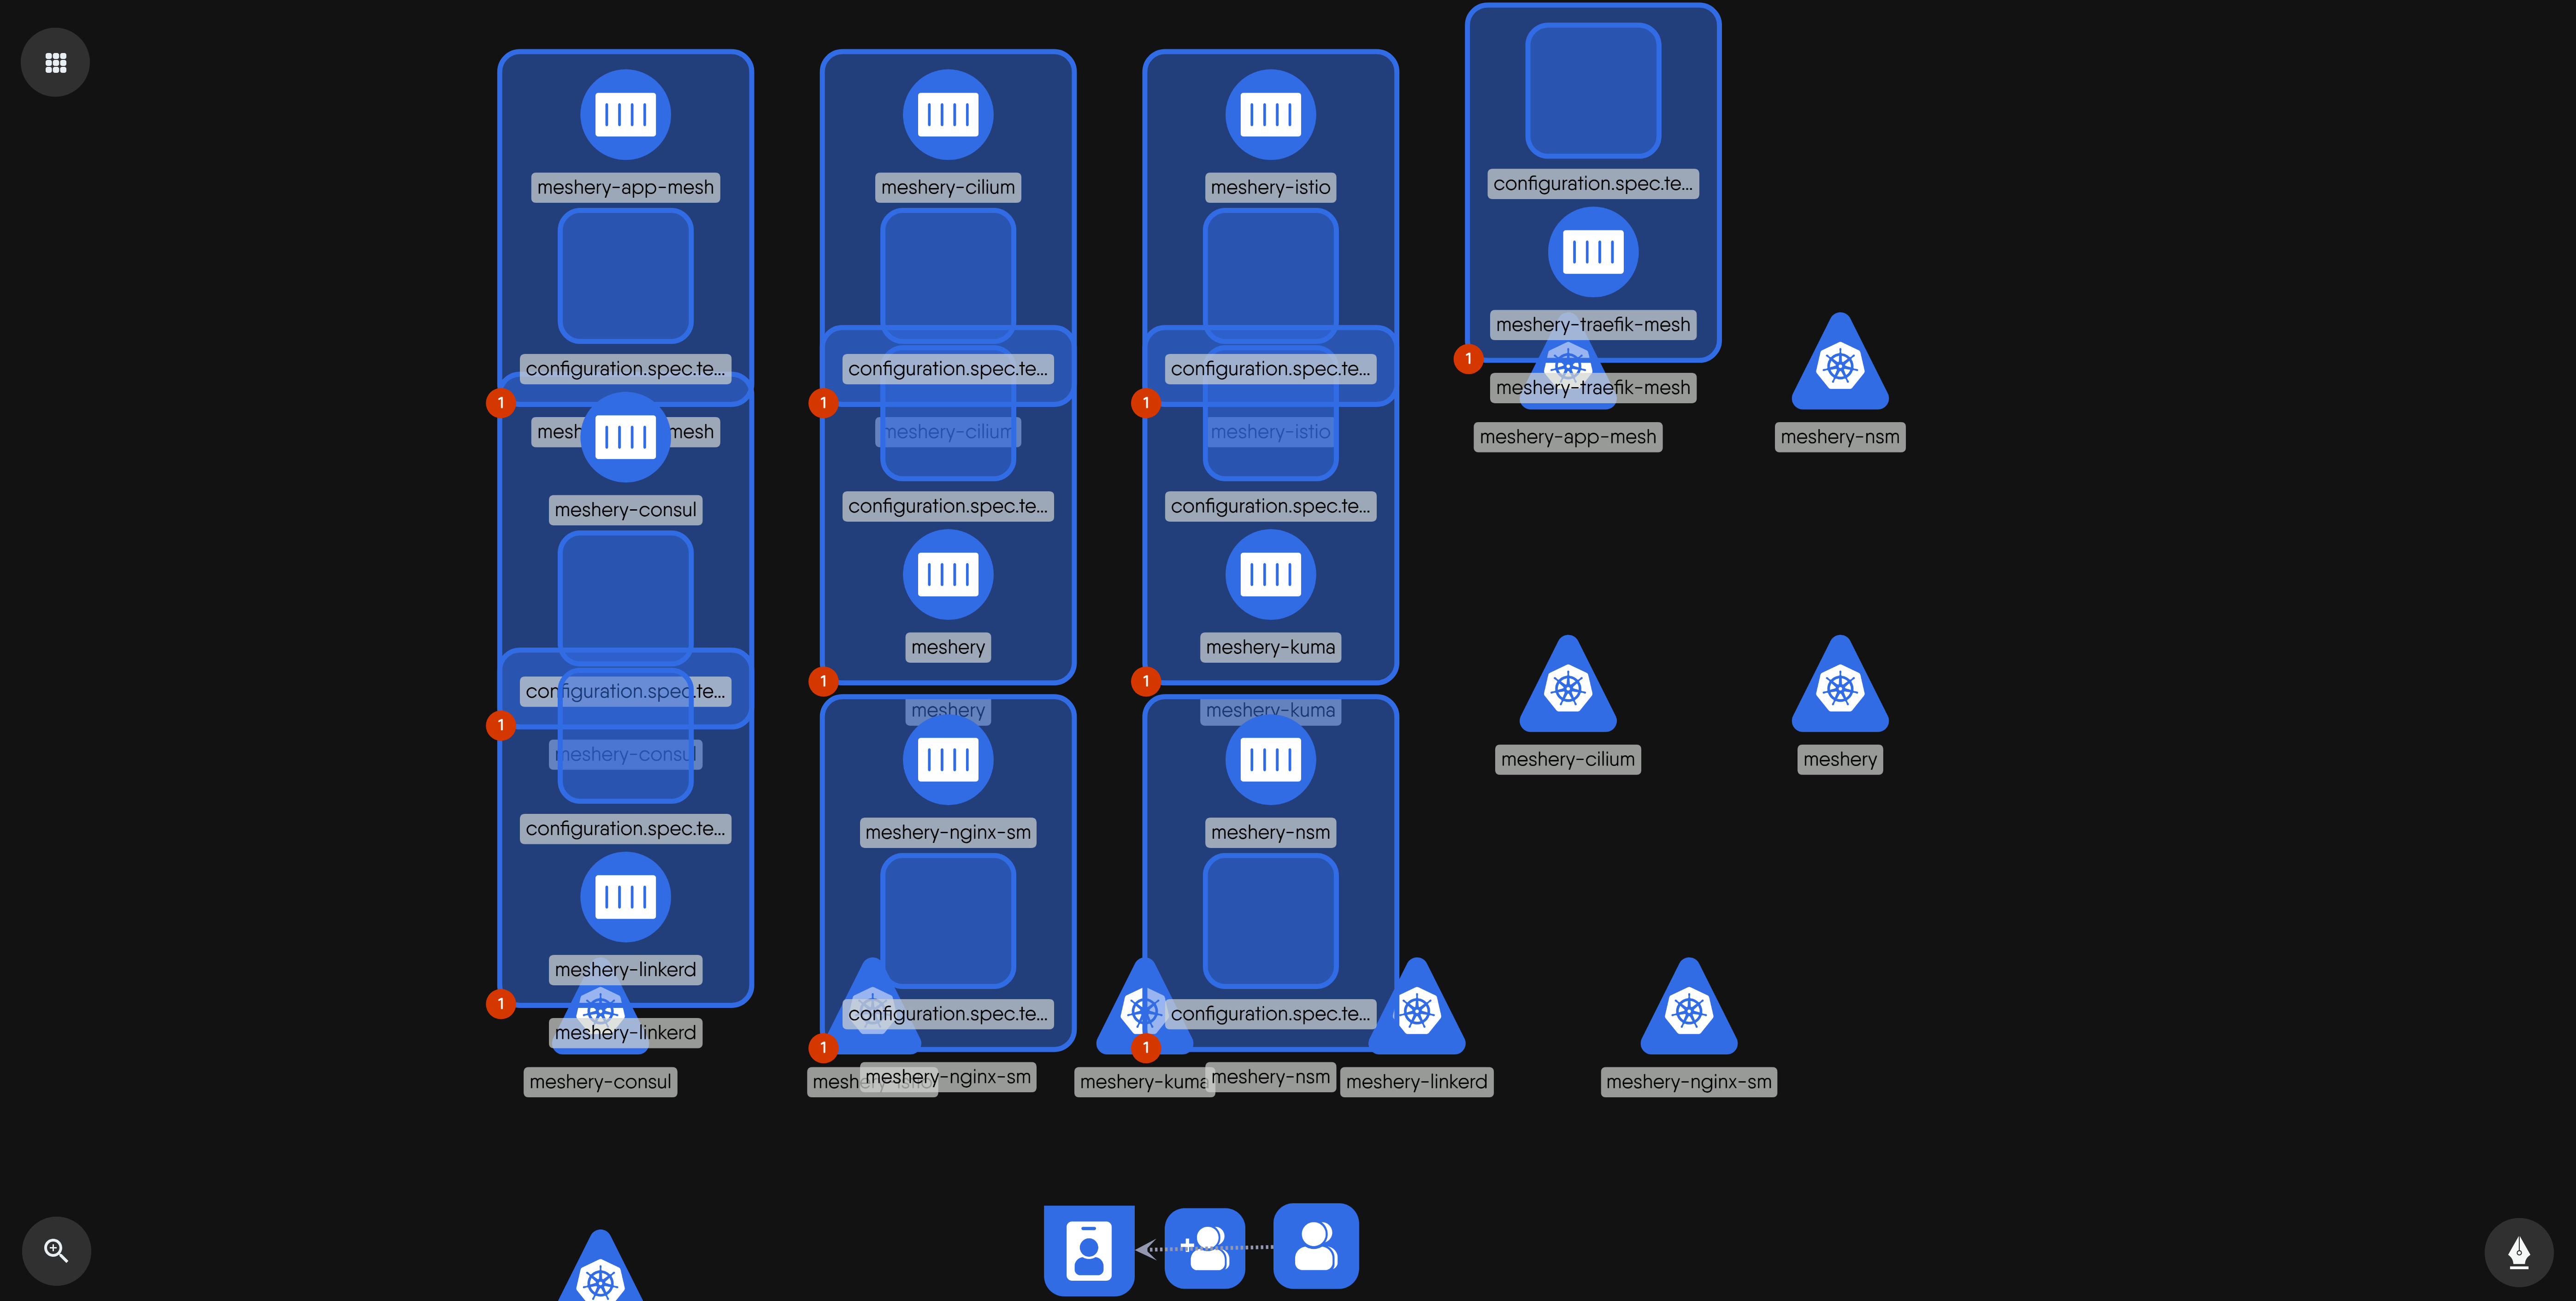 meshery-app-mesh
configuration.spec.te...
1
mesh mesh
meshery-consul
configuration.spec.te...
1
meshery-consul
configuration.spec.te...
meshery-linkerd
1
meshery-linkerd
meshery-consul
meshery-cilium
configuration.spec.te...
1
meshery-cilium
configuration.spec.te...
meshery
1
meshery
meshery-nginx-sm
configuration.spec.te...
1
meshery-nginx-sm
meshery-istio
configuration.spec.te...
1
meshery-istio
configuration.spec.te...
meshery-kuma
1
meshery-kuma
meshery-nsm
configuration.spec.te...
1
meshery-kuma
meshery-nsm
meshery-linkerd
configuration.spec.te...
meshery-traefik-mesh
1
meshery-traefik-mesh
meshery-app-mesh
meshery-nsm
meshery-cilium
meshery
meshery-nginx-sm